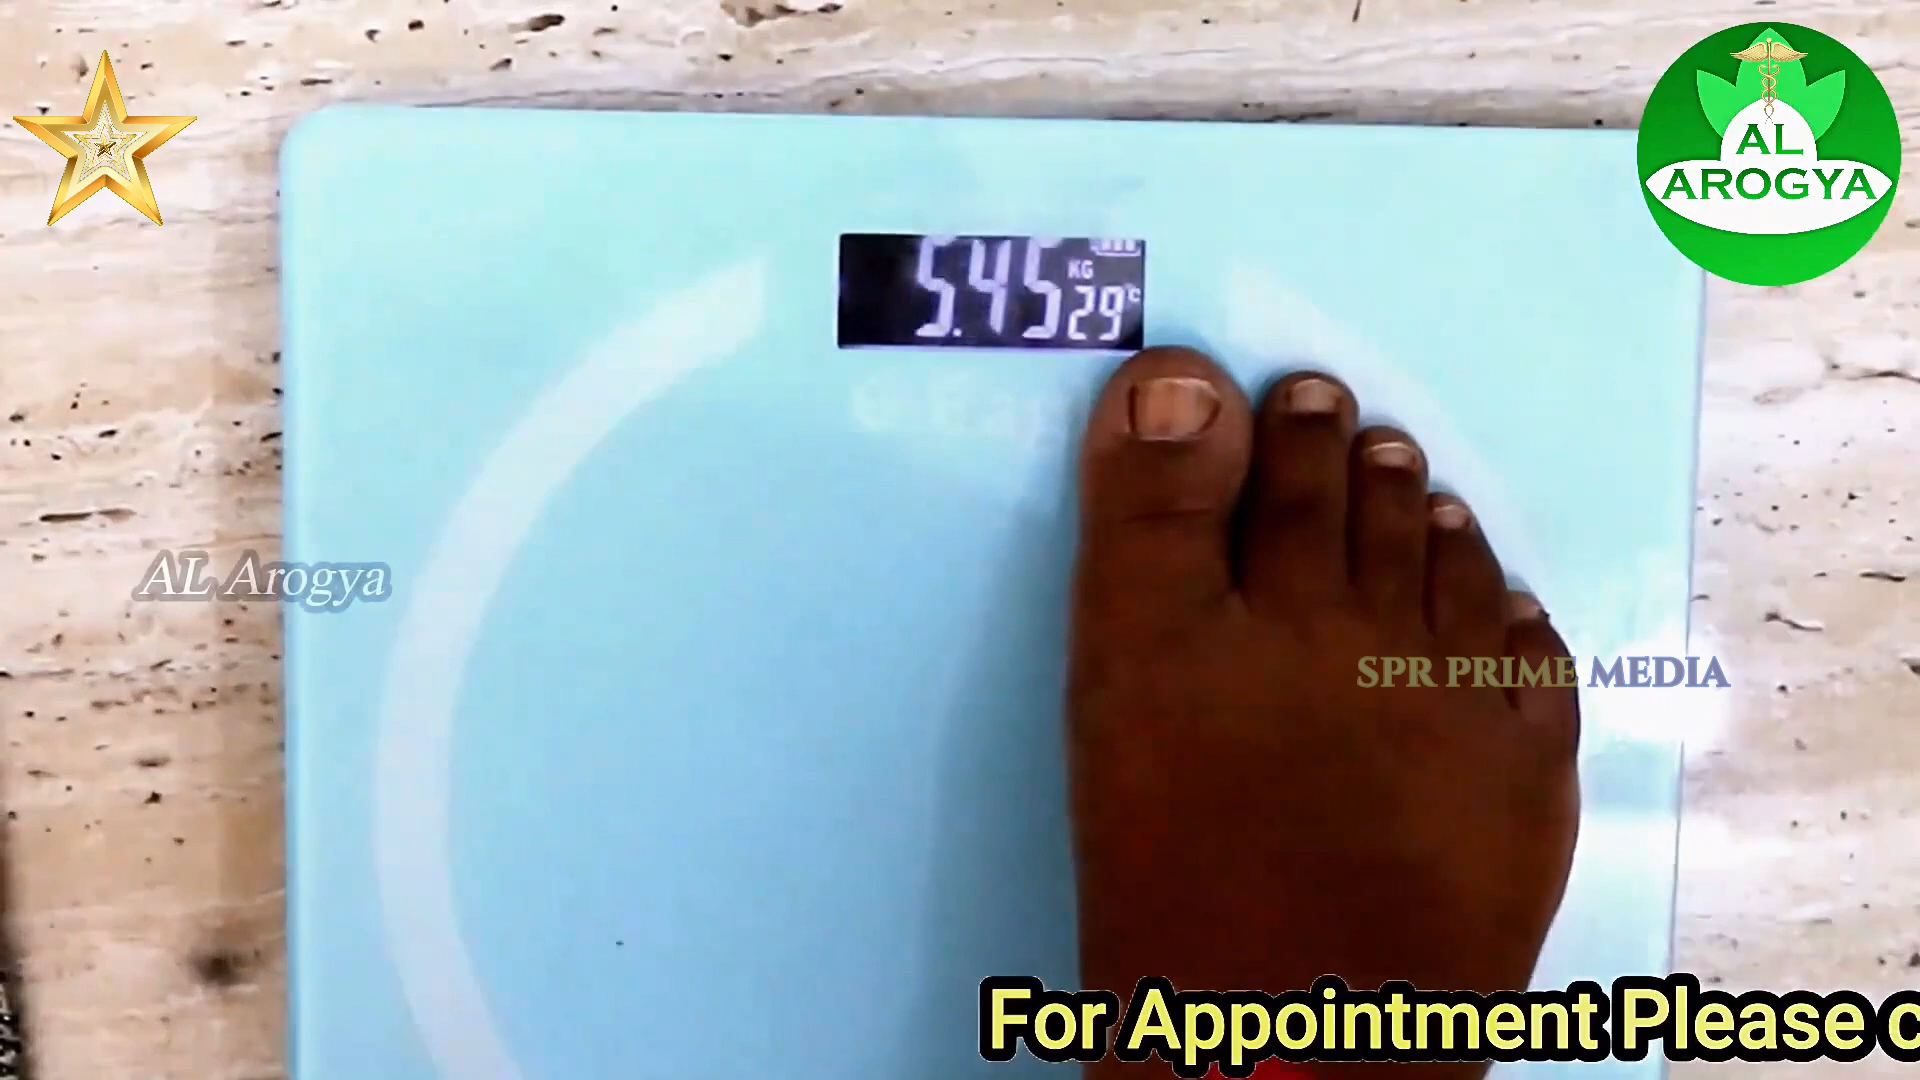 AL
AROGYA
5.45 KG
29°C
AL Arogya
SPR PRIME MEDIA
For Appointment Please c